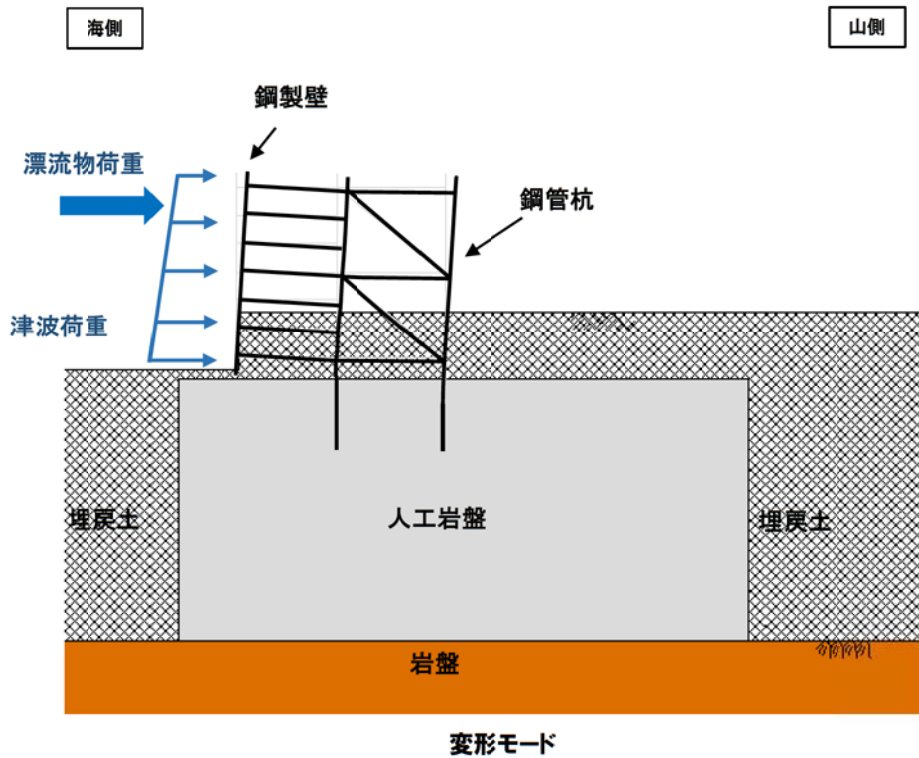 海側
山側
鋼製壁
漂流物荷重
鋼管杭
津波荷重
埋戻土
人工岩盤
埋戻土
岩盤
変形モード